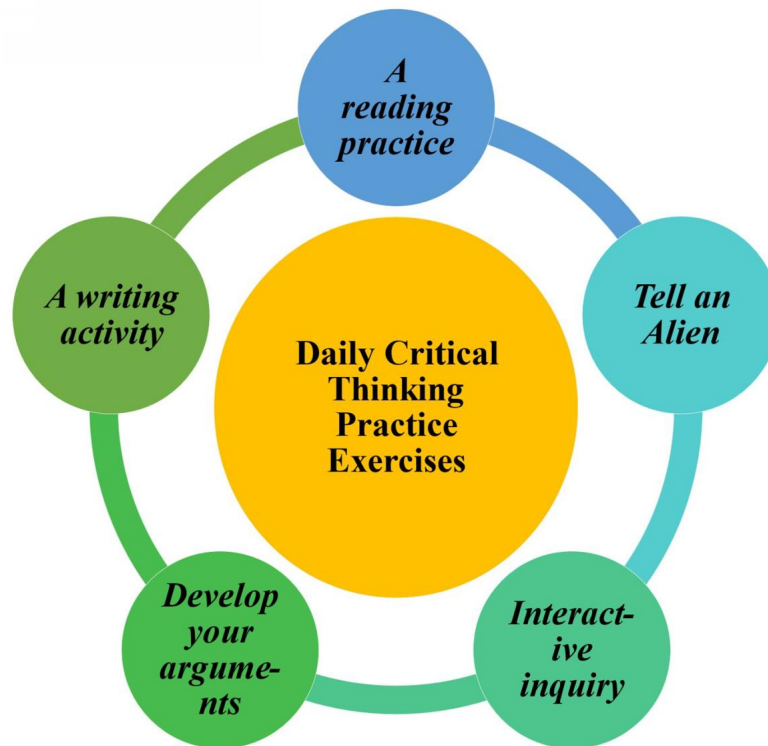 A
reading
practice
Tell an
Alien
Interact-
ive
inquiry
Develop
your
argume-
nts
A writing
activity
Daily Critical
Thinking
Practice
Exercises